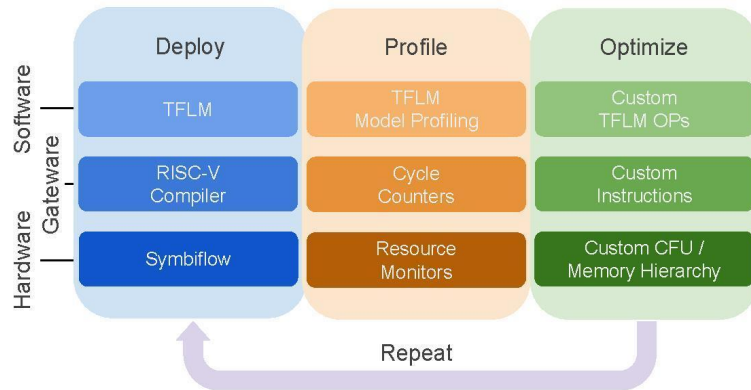 Deploy
Profile
Optimize
Software
TFLM
TFLM
Model Profiling
Custom
TFLM OPs
Gateware
RISC-V
Compiler
Cycle
Counters
Custom
Instructions
Hardware
Symbiflow
Resource
Monitors
Custom CFU /
Memory Hierarchy
Repeat